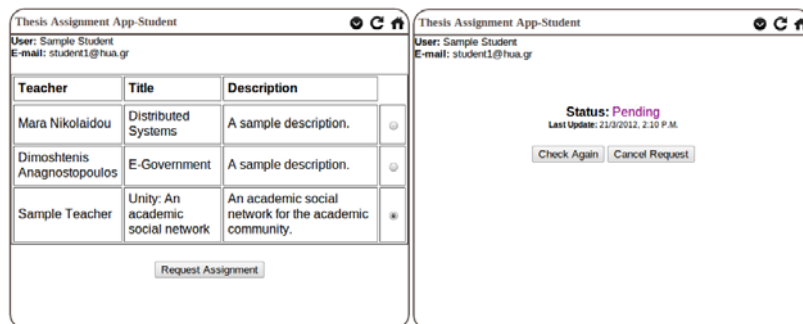 Thesis Assignment App-Student
User: Sample Student
E-mail: student1@hua.gr
Teacher Title Description
Mara Nikolaidou Distributed Systems A sample description.
Dimoshtenis Anagnostopoulos E-Government A sample description.
Sample Teacher Unity: An academic social network An academic social network for the academic community.
Request Assignment
Thesis Assignment App-Student
User: Sample Student
E-mail: student1@hua.gr
Status: Pending
Last Update: 21/3/2012, 2:10 P.M.
Check Again Cancel Request